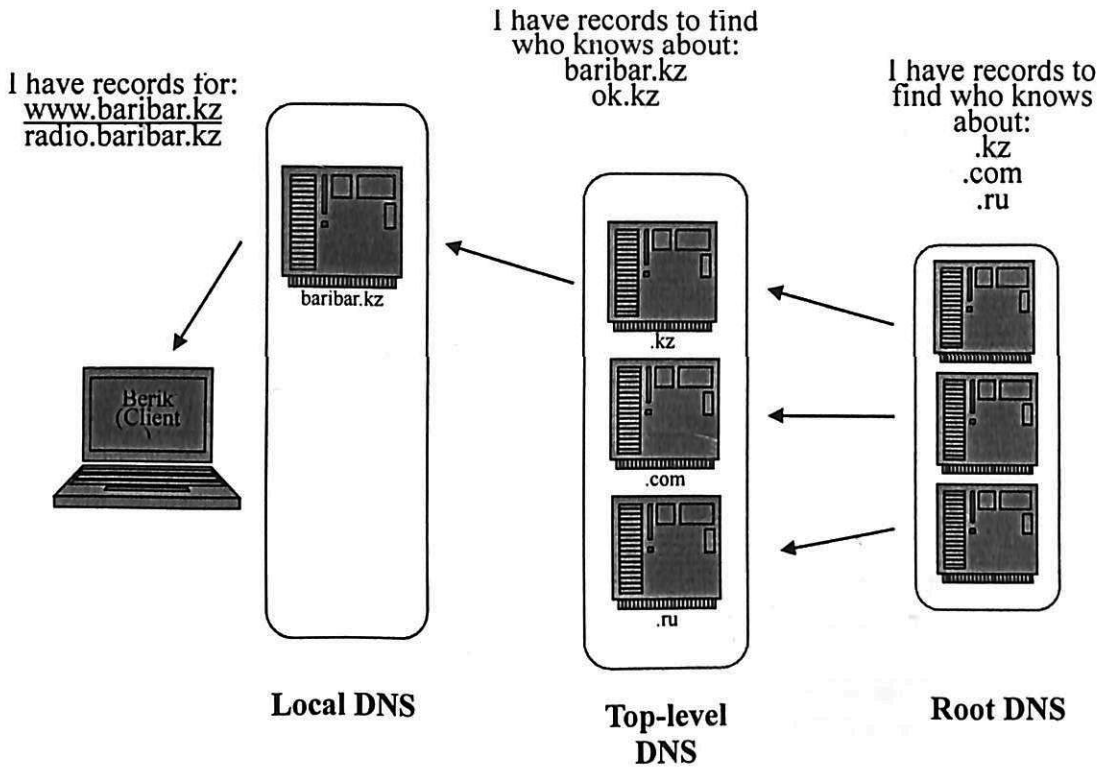 I have records for:
www.baribar.kz
radio.baribar.kz
I have records to find
who knows about:
baribar.kz
ok.kz
I have records to
find who knows
about:
.kz
.com
.ru
baribar.kz
.kz
.com
.ru
Berik
(Client
)
Local DNS
Top-level
DNS
Root DNS